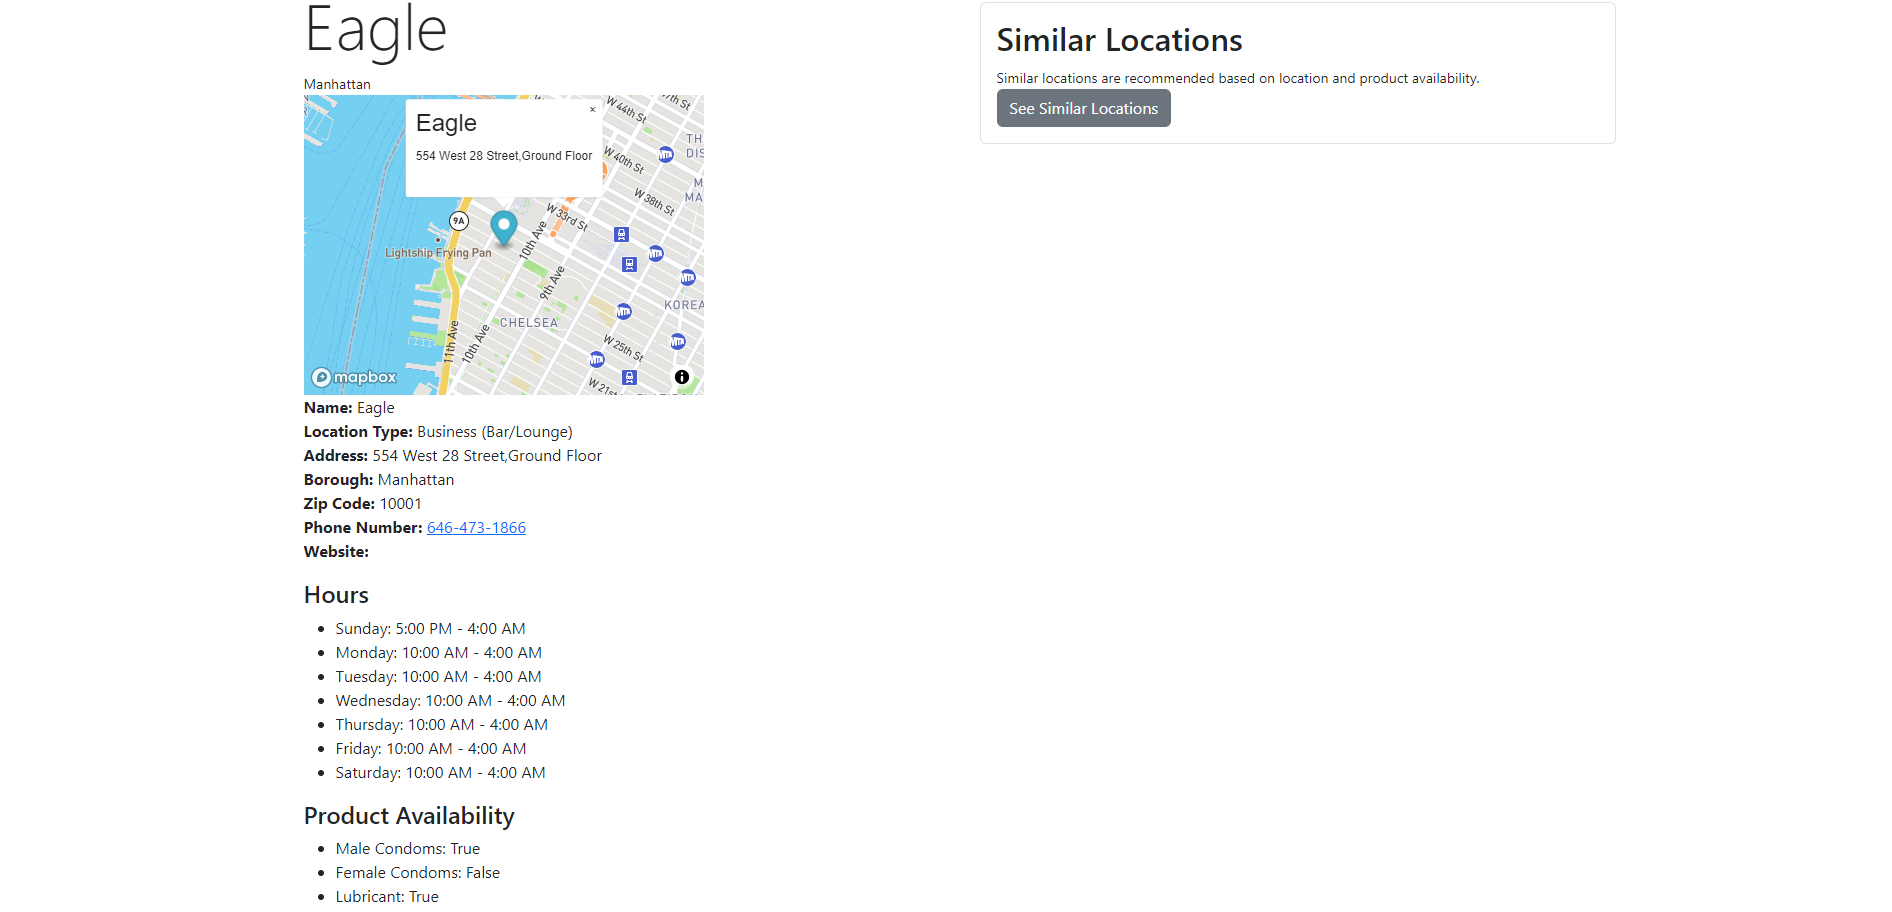 Eagle
Manhattan
Eagle
×
554 West 28 Street,Ground Floor
W 44th St
W 40th St
W 38th St
W 33rd St
9A
Lightship Frying Pan
10th Ave
9th Ave
KOREA
CHELSEA
11th Ave
10th Ave
W 25th St
W 21st
MTA
MTA
MTA
MTA
MTA
MTA
TH
DIS
M
MA
mapbox
Name: Eagle
Location Type: Business (Bar/Lounge)
Address: 554 West 28 Street,Ground Floor
Borough: Manhattan
Zip Code: 10001
Phone Number: 646-473-1866
Website:
Hours
Sunday: 5:00 PM - 4:00 AM
Monday: 10:00 AM - 4:00 AM
Tuesday: 10:00 AM - 4:00 AM
Wednesday: 10:00 AM - 4:00 AM
Thursday: 10:00 AM - 4:00 AM
Friday: 10:00 AM - 4:00 AM
Saturday: 10:00 AM - 4:00 AM
Product Availability
Male Condoms: True
Female Condoms: False
Lubricant: True
Similar Locations
Similar locations are recommended based on location and product availability.
See Similar Locations